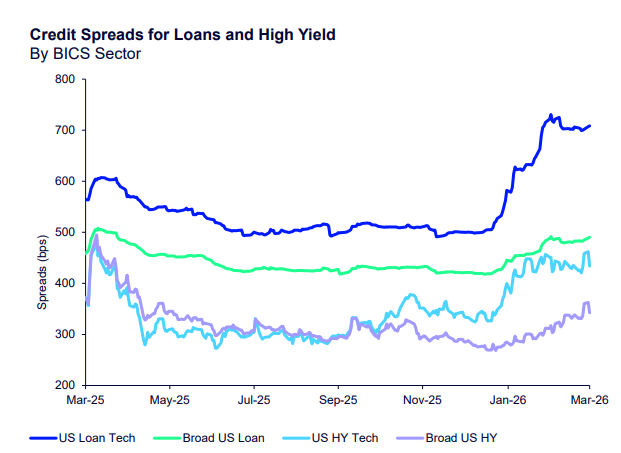 Credit Spreads for Loans and High Yield
By BICS Sector
800
700
600
500
400
300
200
Spreads (bps)
Mar-25 May-25 Jul-25 Sep-25 Nov-25 Jan-26 Mar-26
US Loan Tech Broad US Loan US HY Tech Broad US HY